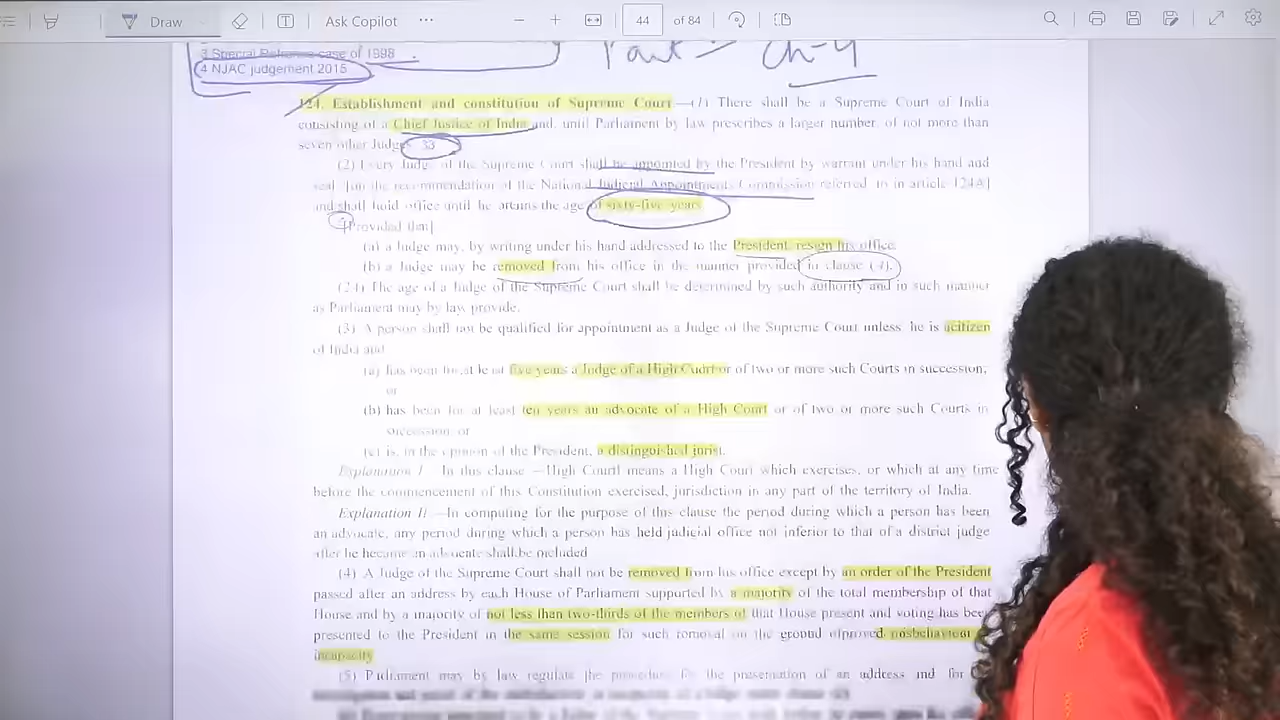 Draw
Ask Copilot
44 of 84
3 Special Reference case of 1998
4 NJAC judgement 2015
Part - Ch-4
124. Establishment and constitution of Supreme Court.—(1) There shall be a Supreme Court of India
consisting of a Chief Justice of India and, until Parliament by law prescribes a larger number, of not more than
seven other Judges 33
(2) Every Judge of the Supreme Court shall be appointed by the President by warrant under his hand and
seal [on the recommendation of the National Judicial Appointments Commission referred to in article 124A]
and shall hold office until he attains the age of sixty-five years
[Provided that]
(a) a Judge may, by writing under his hand addressed to the President, resign his office.
(b) a Judge may be removed from his office in the manner provided in clause (4).
(2A) The age of a Judge of the Supreme Court shall be determined by such authority and in such manner
as Parliament may by law provide.
(3) A person shall not be qualified for appointment as a Judge of the Supreme Court unless he is acitizen
of India and
(a) has been for at least five years a Judge of a High Court or of two or more such Courts in succession;
or
(b) has been for at least ten years an advocate of a High Court or of two or more such Courts in
succession; or
(c) is, in the opinion of the President, a distinguished jurist.
Explanation I.—In this clause —High Court means a High Court which exercises, or which at any time
before the commencement of this Constitution exercised, jurisdiction in any part of the territory of India.
Explanation II.—In computing for the purpose of this clause the period during which a person has been
an advocate, any period during which a person has held judicial office not inferior to that of a district judge
after he became an advocate shall be included
(4) A Judge of the Supreme Court shall not be removed from his office except by an order of the President
passed after an address by each House of Parliament supported by a majority of the total membership of that
House and by a majority of not less than two-thirds of the members of that House present and voting has been
presented to the President in the same session for such removal on the ground ofproved misbehaviour
incapacity
(5) Parliament may by law regulate the procedure for the presentation of an address and for